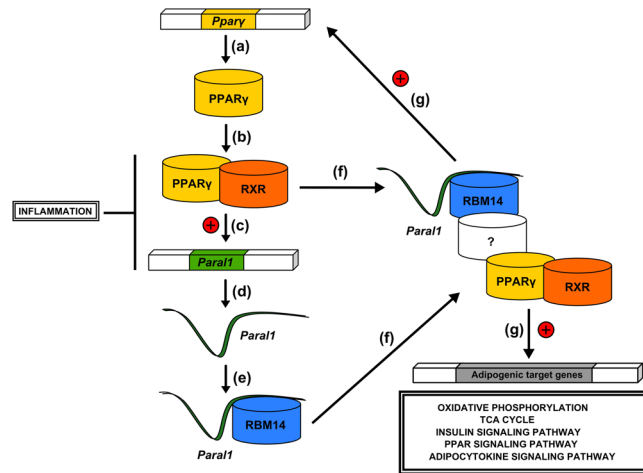 Pparγ
(a)
PPARγ
(b)
PPARγ
RXR
INFLAMMATION
+
(c)
Paral1
(d)
Paral1
(e)
RBM14
Paral1
(f)
(f)
+
(g)
RBM14
Paral1
?
PPARγ
RXR
(g)
+
Adipogenic target genes
OXIDATIVE PHOSPHORYLATION
TCA CYCLE
INSULIN SIGNALING PATHWAY
PPAR SIGNALING PATHWAY
ADIPOCYTOKINE SIGNALING PATHWAY